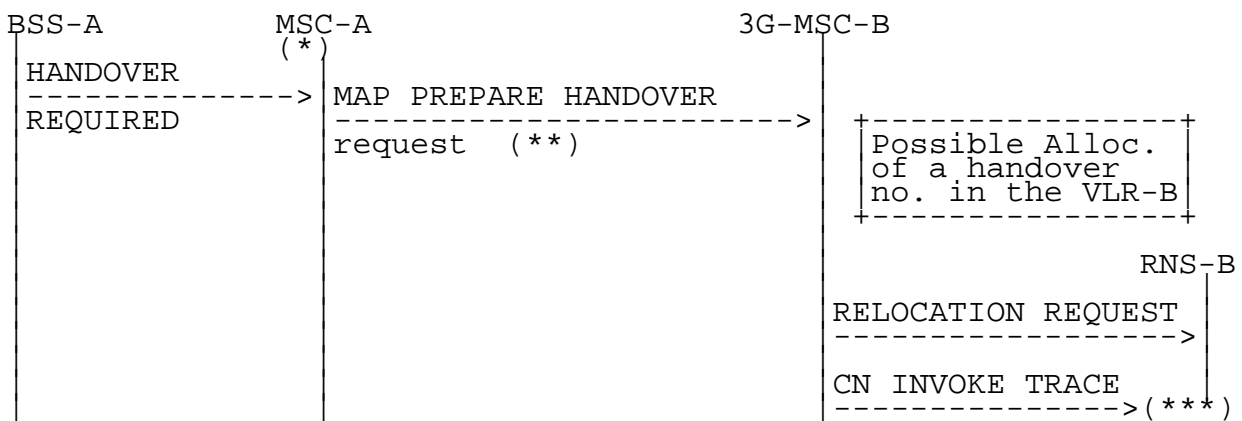 BSS-A MSC-A 3G-MSC-B
(*)
HANDOVER
REQUIRED
MAP PREPARE HANDOVER
request (**)
Possible Alloc.
of a handover
no. in the VLR-B
RNS-B
RELOCATION REQUEST
CN INVOKE TRACE
(***)